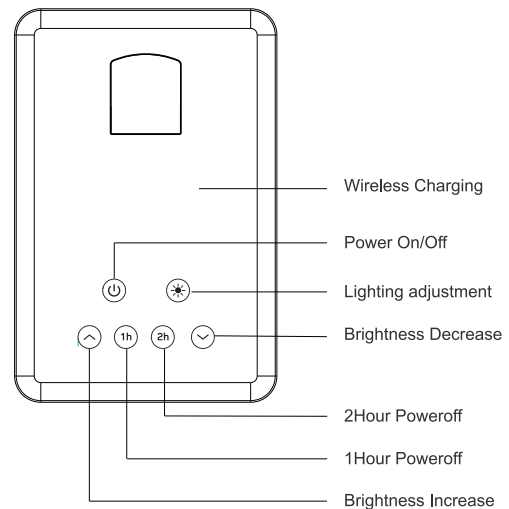 Wireless Charging
Power On/Off
Lighting adjustment
Brightness Decrease
1h 2h
2Hour Poweroff
1Hour Poweroff
Brightness Increase